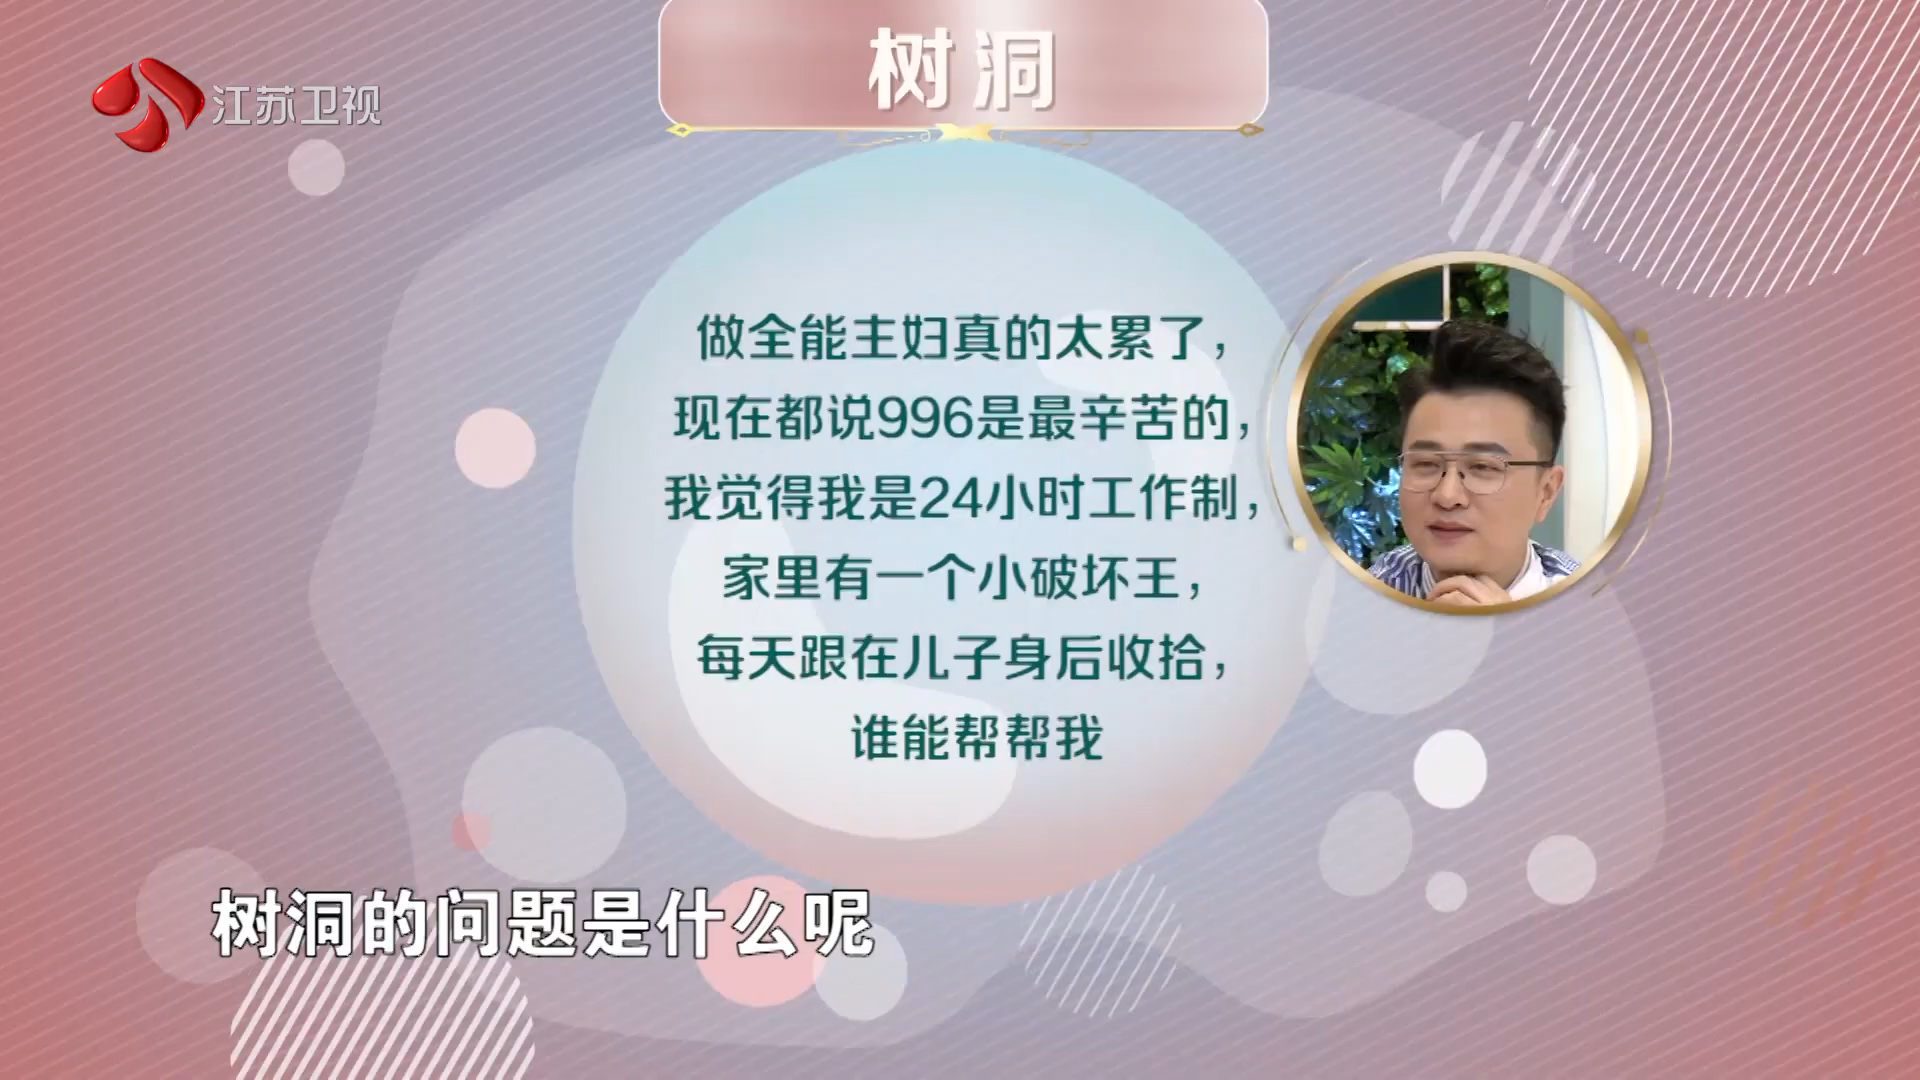 树洞
江苏卫视
做全能主妇真的太累了，
现在都说996是最辛苦的，
我觉得我是24小时工作制，
家里有一个小破坏王，
每天跟在儿子身后收拾，
谁能帮帮我
树洞的问题是什么呢